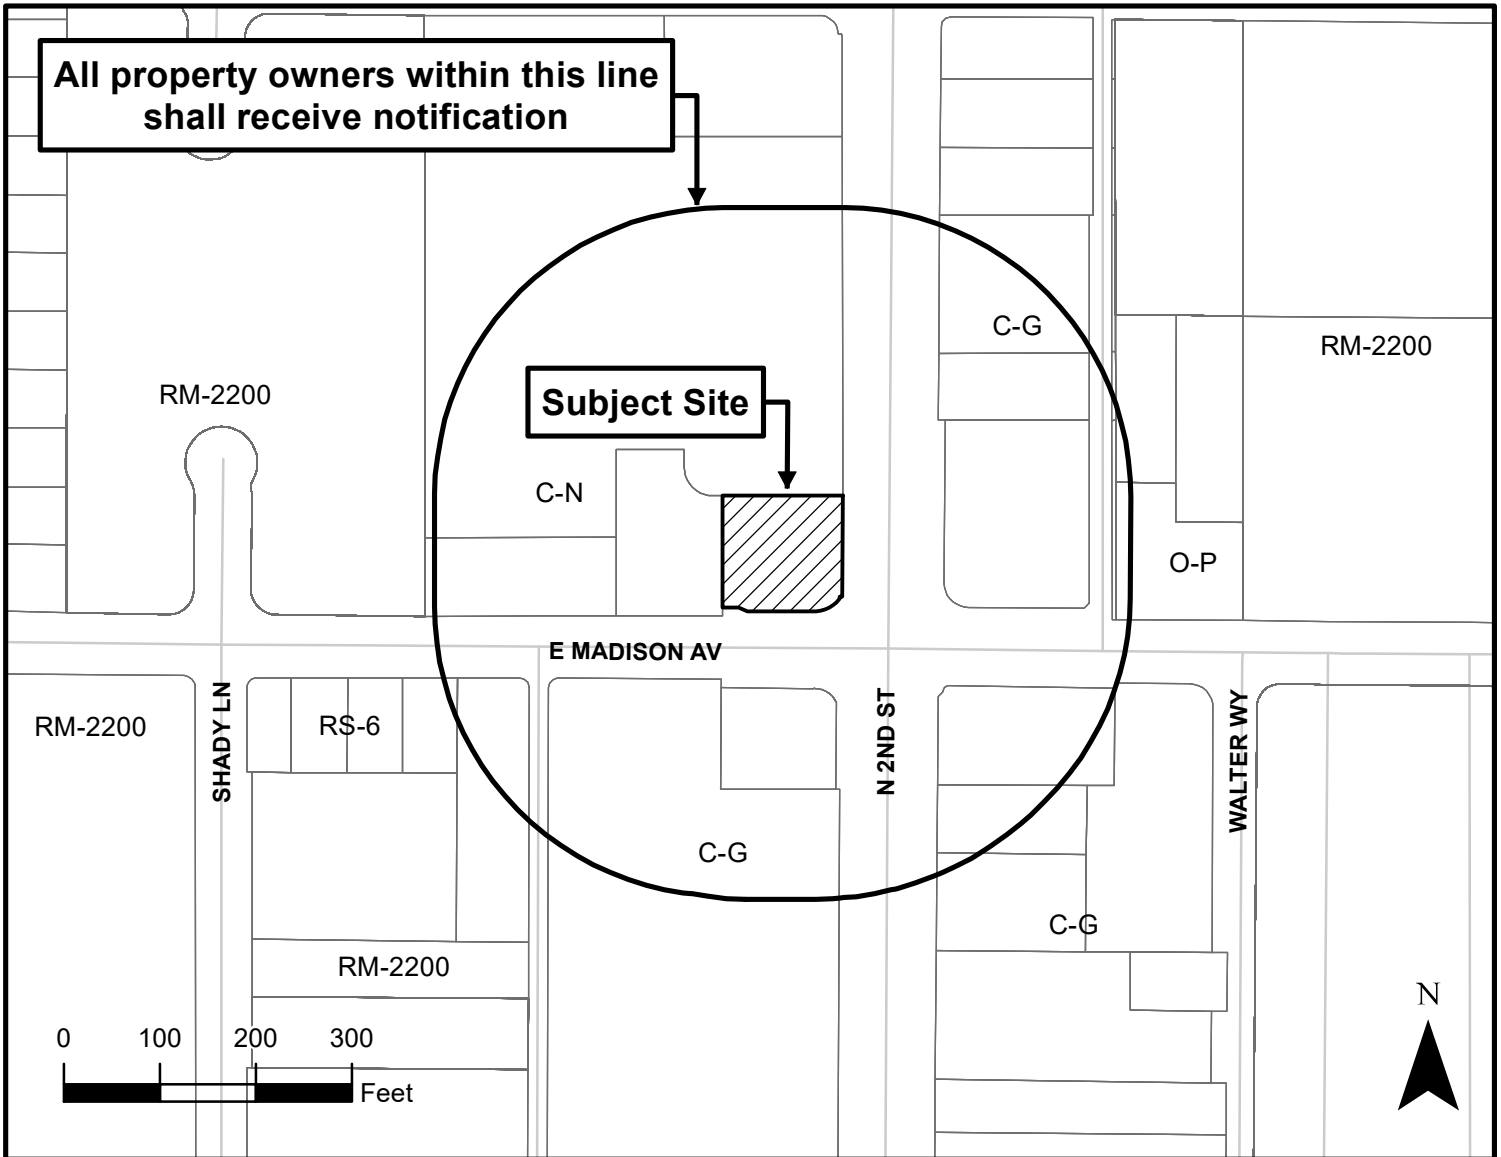 All property owners within this line
shall receive notification
C-G
RM-2200
RM-2200
Subject Site
C-N
O-P
E MADISON AV
RM-2200
SHADY LN
RS-6
N 2ND ST
WALTER WY
C-G
C-G
RM-2200
N
0 100 200 300
Feet